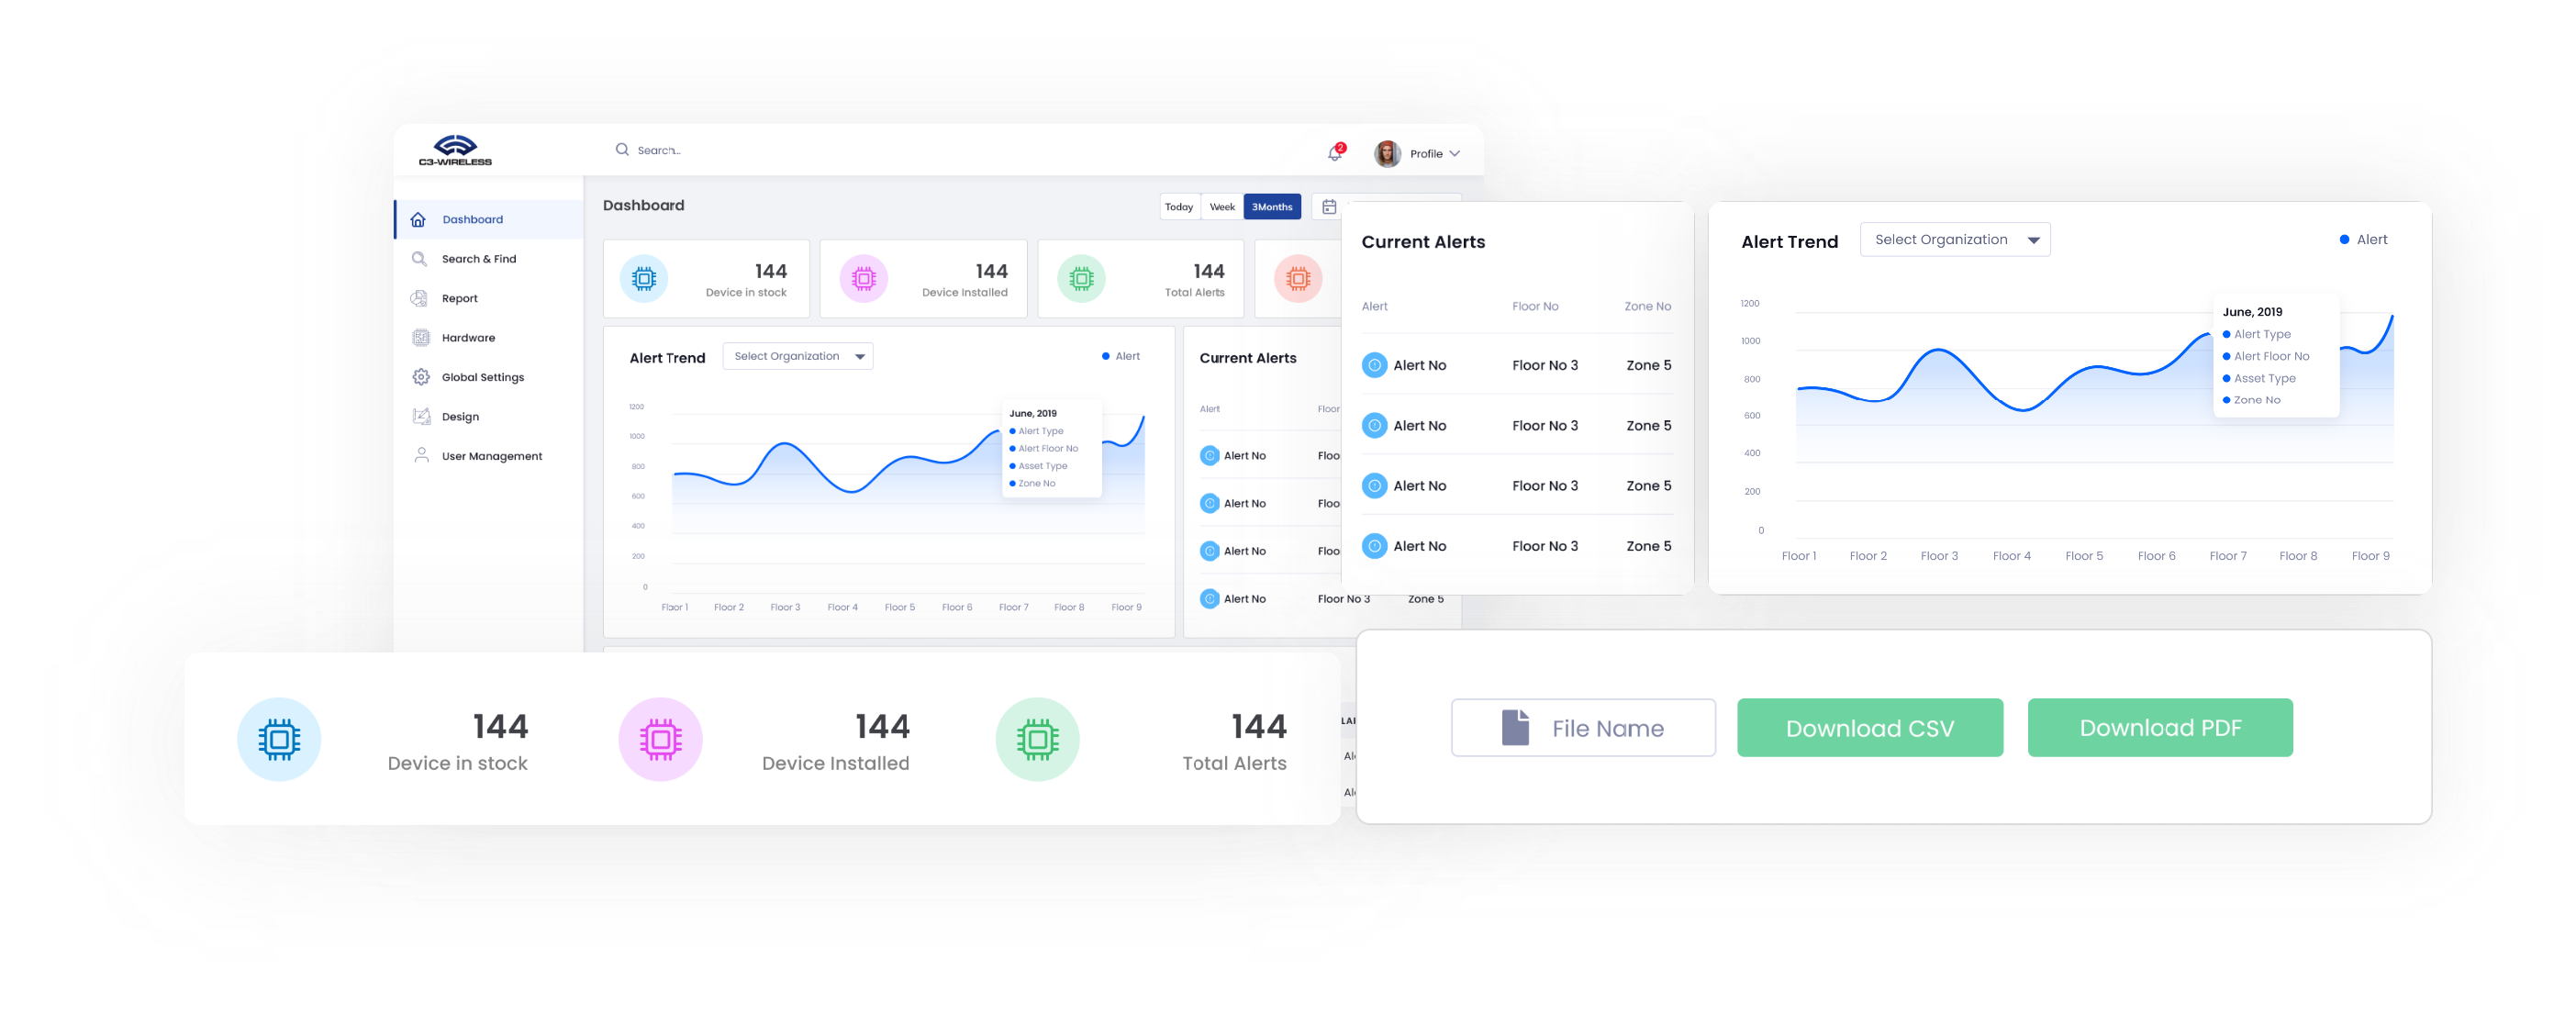 C3-WIRELESS
Search...
2
Profile
Dashboard
Search & Find
Report
Hardware
Global Settings
Design
User Management
Dashboard
Today Week 3Months
144
Device in stock
144
Device Installed
144
Total Alerts
Alert Trend Select Organization Alert
1200
1000
800
600
400
200
0
Floor 1 Floor 2 Floor 3 Floor 4 Floor 5 Floor 6 Floor 7 Floor 8 Floor 9
June, 2019
Alert Type
Alert Floor No
Asset Type
Zone No
Current Alerts
Alert Floor
Alert No
Alert No
Alert No
Alert No Floor No 3 Zone 5
Current Alerts
Alert Floor No Zone No
Alert No Floor No 3 Zone 5
Alert No Floor No 3 Zone 5
Alert No Floor No 3 Zone 5
Alert No Floor No 3 Zone 5
Alert Trend Select Organization Alert
1200
1000
800
600
400
200
0
Floor 1 Floor 2 Floor 3 Floor 4 Floor 5 Floor 6 Floor 7 Floor 8 Floor 9
June, 2019
Alert Type
Alert Floor No
Asset Type
Zone No
144
Device in stock
144
Device Installed
144
Total Alerts
File Name
Download CSV
Download PDF